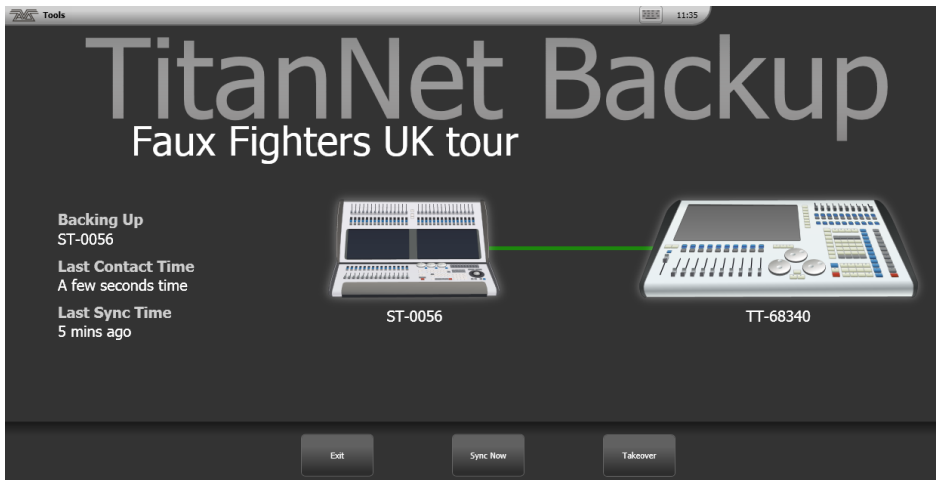 Tools
11:35
TitanNet Backup
Faux Fighters UK tour
Backing Up
ST-0056
Last Contact Time
A few seconds time
Last Sync Time
5 mins ago
ST-0056
TT-68340
Exit
Sync Now
Takeover